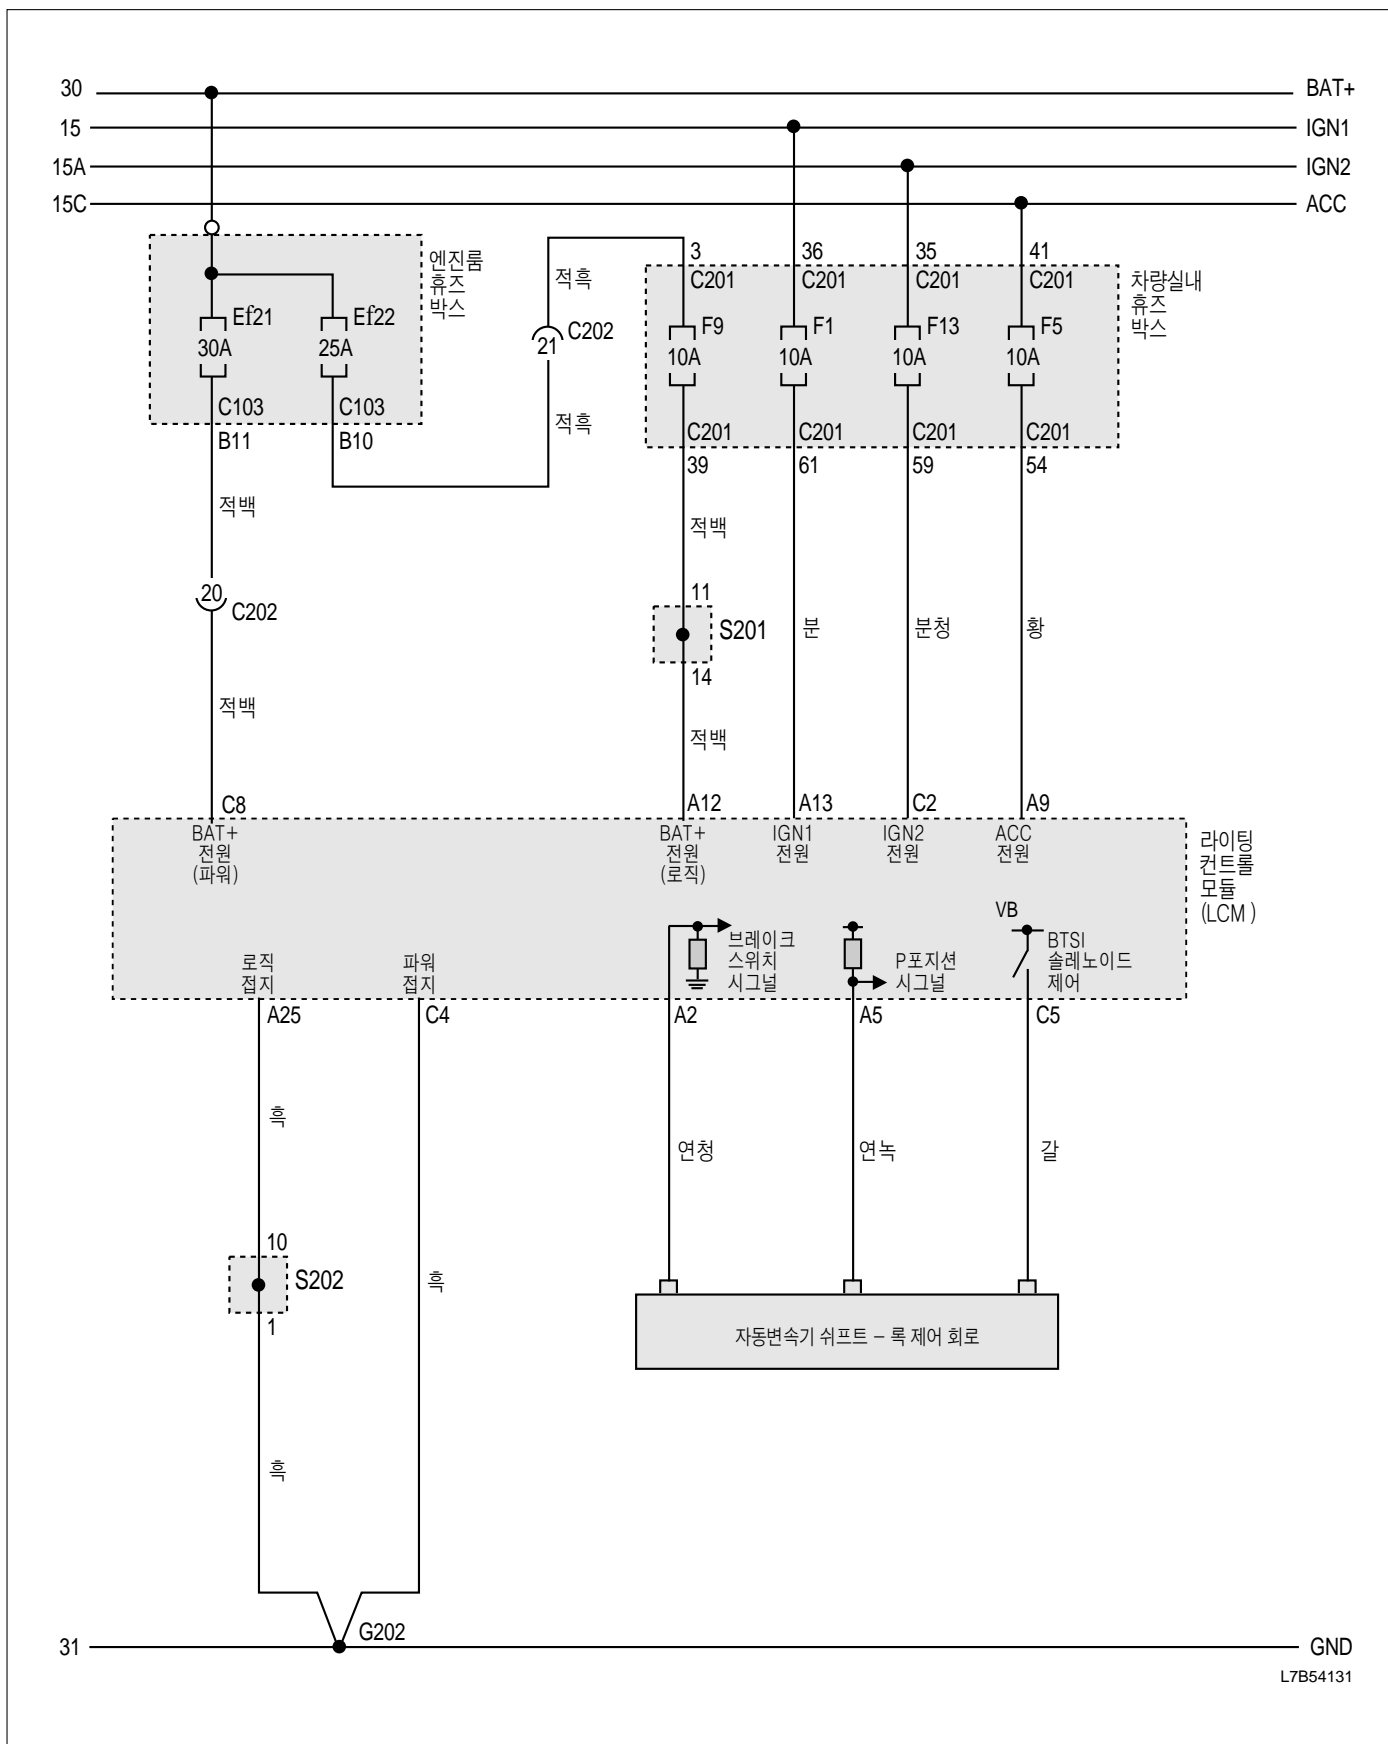 30 BAT+
15 IGN1
15A IGN2
15C ACC
엔진룸
휴즈
박스
Ef21 Ef22
30A 25A
C103 C103
B11 B10
적흑
21 C202
적흑
3 36 35 41
C201 C201 C201 C201
차량실내
휴즈
박스
F9 F1 F13 F5
10A 10A 10A 10A
C201 C201 C201 C201
39 61 59 54
적백
20 C202
적백
적백
11
S201
14
적백
분 분청 황
C8 A12 A13 C2 A9
BAT+
전원
(파워)
BAT+
전원
(로직)
IGN1
전원
IGN2
전원
ACC
전원
라이팅
컨트롤
모듈
(LCM)
브레이크
스위치
시그널
P포지션
시그널
VB
BTSI
솔레노이드
제어
로직
접지
파워
접지
A25 C4 A2 A5 C5
흑
연청 연녹 갈
10
S202
1
흑
흑
자동변속기 쉬프트 – 록 제어 회로
G202
31 GND
L7B54131